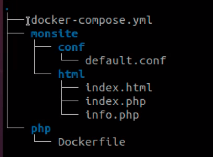 .
├── docker-compose.yml
├── monsite
│   ├── conf
│   │   └── default.conf
│   └── html
│       ├── index.html
│       ├── index.php
│       └── info.php
└── php
    └── Dockerfile